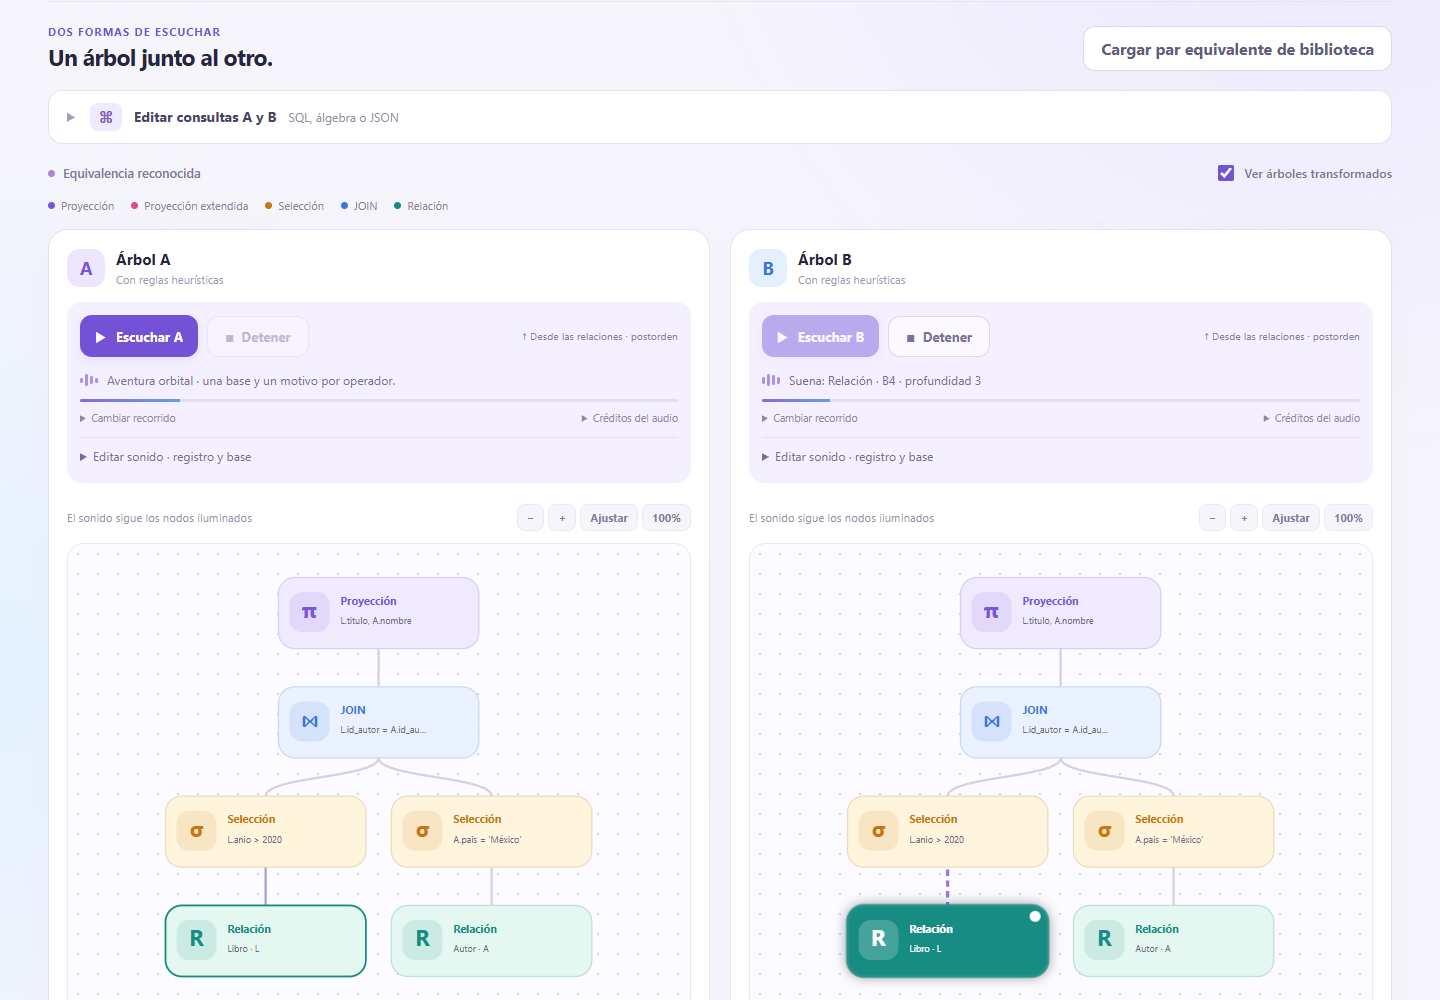 DOS FORMAS DE ESCUCHAR
Un árbol junto al otro.
Cargar par equivalente de biblioteca
⌘ Editar consultas A y B SQL, álgebra o JSON
Equivalencia reconocida
Ver árboles transformados
Proyección Proyección extendida Selección JOIN Relación
A
Árbol A
Con reglas heurísticas
Escuchar A
Detener
↑ Desde las relaciones · postorden
Aventura orbital · una base y un motivo por operador.
Cambiar recorrido
Créditos del audio
Editar sonido · registro y base
El sonido sigue los nodos iluminados
− + Ajustar 100%
π
Proyección
L.titulo, A.nombre
⋈
JOIN
L.id_autor = A.id_au...
σ
Selección
L.anio > 2020
σ
Selección
A.pais = 'México'
R
Relación
Libro · L
R
Relación
Autor · A
B
Árbol B
Con reglas heurísticas
Escuchar B
Detener
↑ Desde las relaciones · postorden
Suena: Relación · B4 · profundidad 3
Cambiar recorrido
Créditos del audio
Editar sonido · registro y base
El sonido sigue los nodos iluminados
− + Ajustar 100%
π
Proyección
L.titulo, A.nombre
⋈
JOIN
L.id_autor = A.id_au...
σ
Selección
L.anio > 2020
σ
Selección
A.pais = 'México'
R
Relación
Libro · L
R
Relación
Autor · A